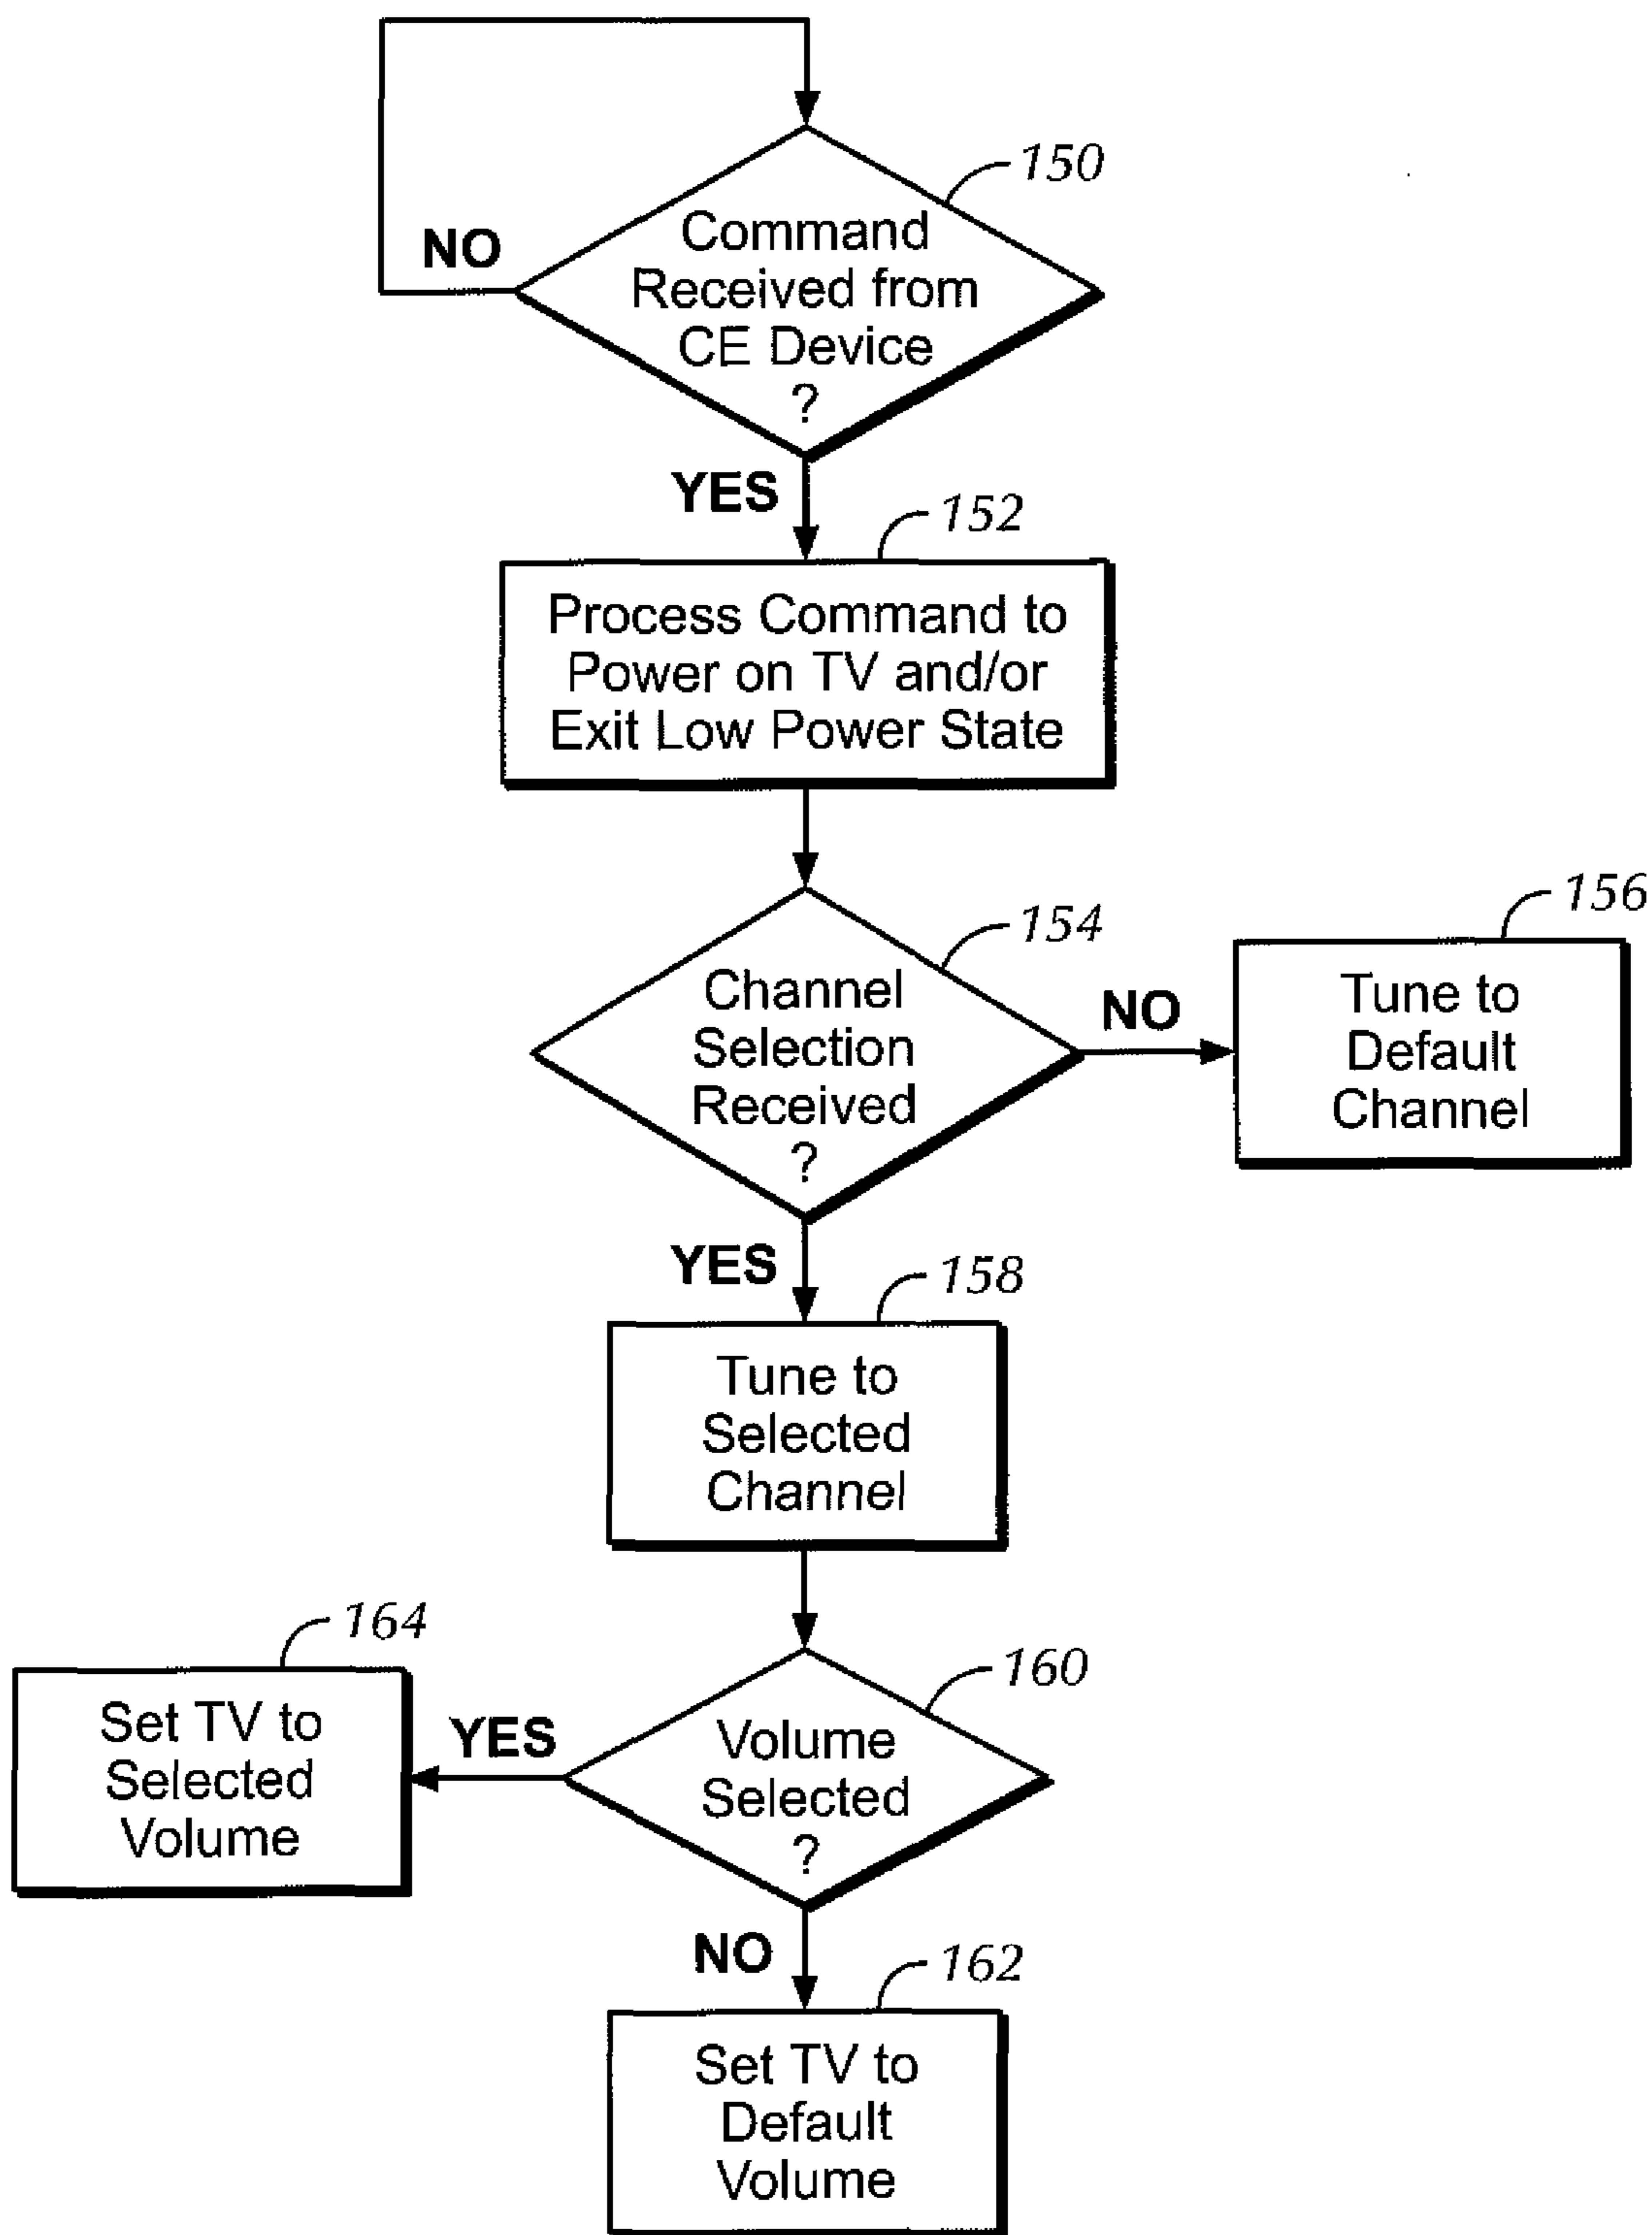 150
Command
Received from
CE Device
?
NO
YES
152
Process Command to
Power on TV and/or
Exit Low Power State
154
Channel
Selection
Received
?
NO
156
Tune to
Default
Channel
YES
158
Tune to
Selected
Channel
160
Volume
Selected
?
YES
164
Set TV to
Selected
Volume
NO
162
Set TV to
Default
Volume